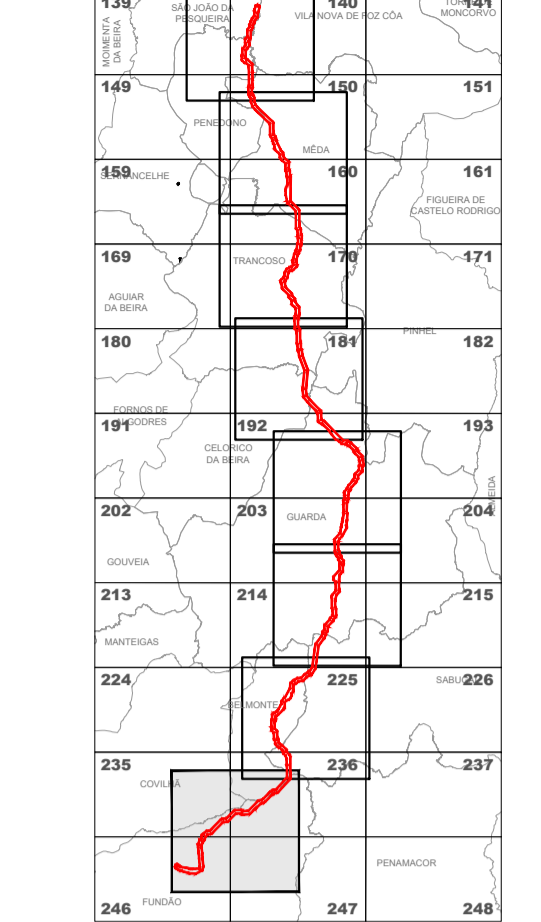 139
SÃO JOÃO DA
PESQUEIRA
140
VILA NOVA DE FOZ CÔA
MONCORVO
141
MOIMENTA
DA BEIRA
149
150
151
PENEDONO
MÊDA
159
SERNANCELHE
160
161
FIGUEIRA DE
CASTELO RODRIGO
169
TRANCOSO
170
171
AGUIAR
DA BEIRA
180
181
PINHEL
182
FORNOS DE
ALGODRES
191
192
193
CELORICO
DA BEIRA
202
203
GUARDA
204
ALMEIDA
GOUVEIA
213
214
215
MANTEIGAS
224
225
SABUGAL
226
BELMONTE
235
236
237
COVILHÃ
PENAMACOR
FUNDÃO
246
247
248